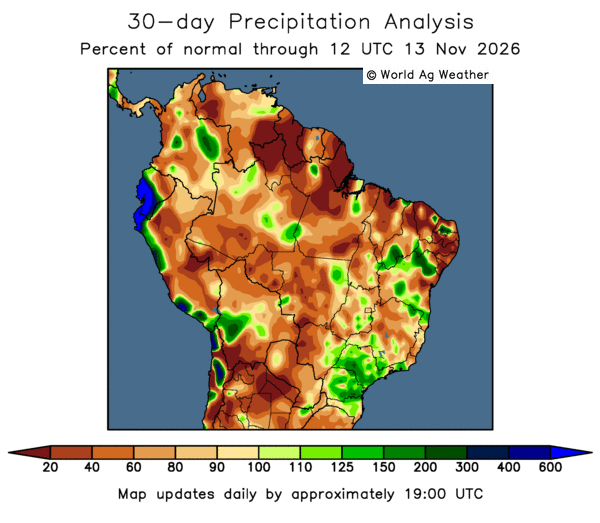 30-day Precipitation Analysis
Percent of normal through 12 UTC 13 Nov 2026
© World Ag Weather
20 40 60 80 90 100 110 125 150 200 300 400 600
Map updates daily by approximately 19:00 UTC